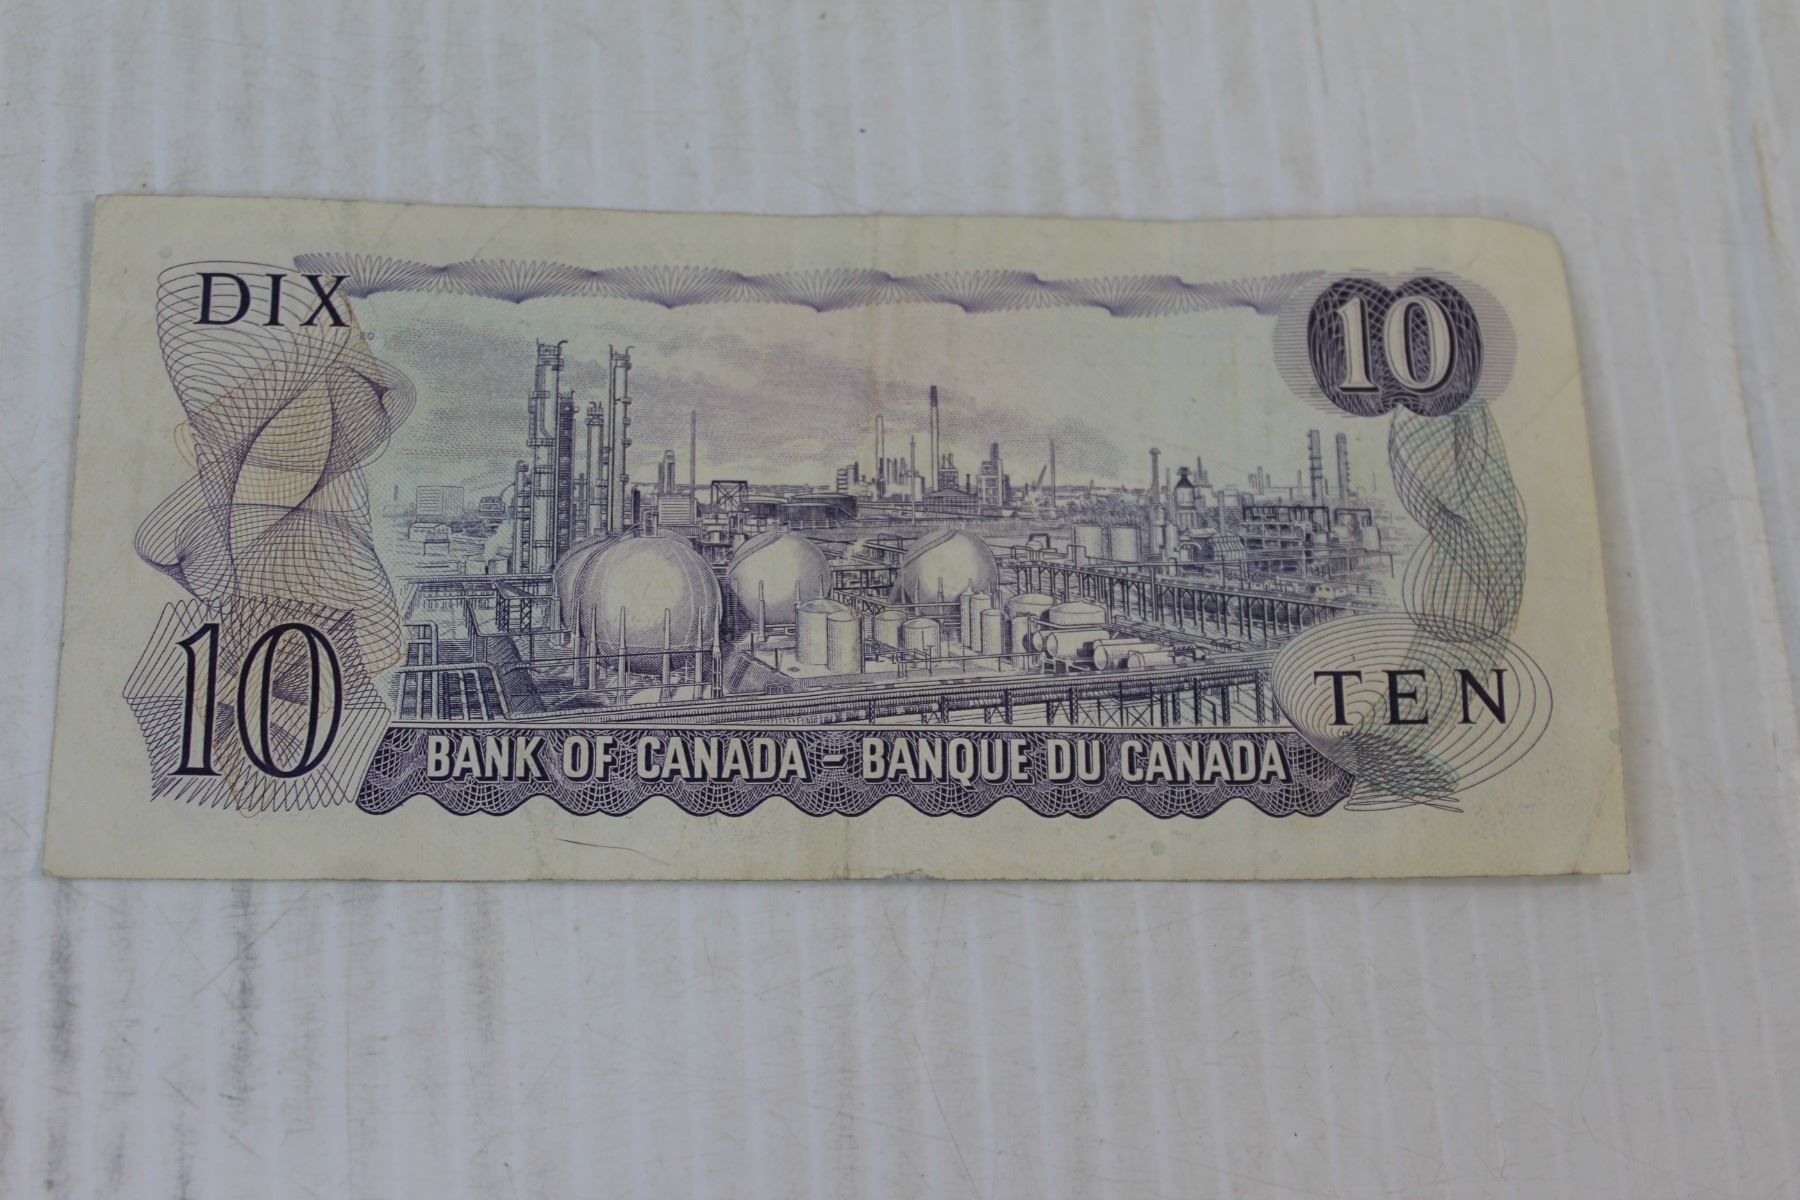 DIX
10
10
TEN
BANK OF CANADA - BANQUE DU CANADA